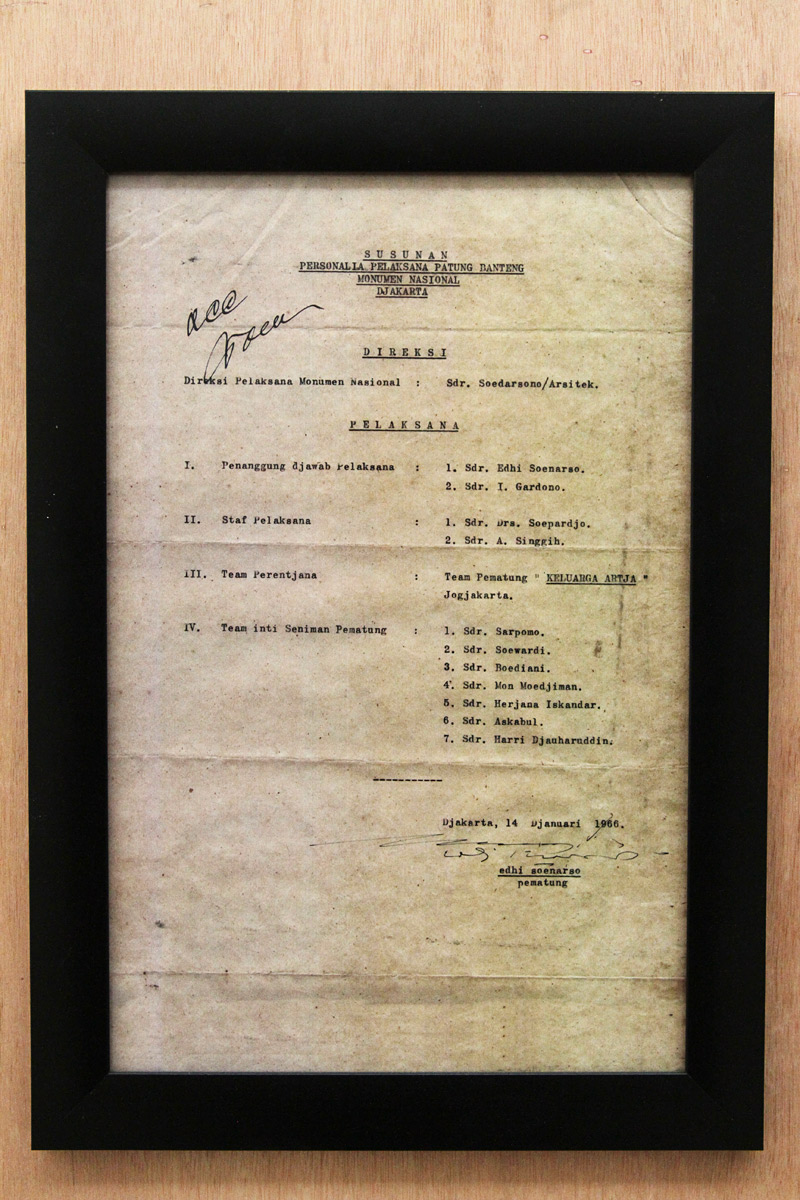 S U S U N A N
PERSONALIA PELAKSANA PATUNG BANTENG
MONUMEN NASIONAL
DJAKARTA
acc
D I R E K S I
Direksi Pelaksana Monumen Nasional : Sdr. Soedarsono/Arsitek.
P E L A K S A N A
I. Penanggung djawab Pelaksana : 1. Sdr. Edhi Soenarso.
2. Sdr. I. Gardono.
II. Staf Pelaksana : 1. Sdr. Drs. Soepardjo.
2. Sdr. A. Singgih.
III. Team Perentjana : Team Pematung " KELUARGA ARTJA "
Jogjakarta.
IV. Team inti Seniman Pematung : 1. Sdr. Sarpomo.
2. Sdr. Soewardi.
3. Sdr. Boediani.
4. Sdr. Mon Moedjiman.
5. Sdr. Herjana Iskandar.
6. Sdr. Askabul.
7. Sdr. Harri Djauharuddin.
-----------
Djakarta, 14 Djanuari 1966.
edhi soenarso
pematung